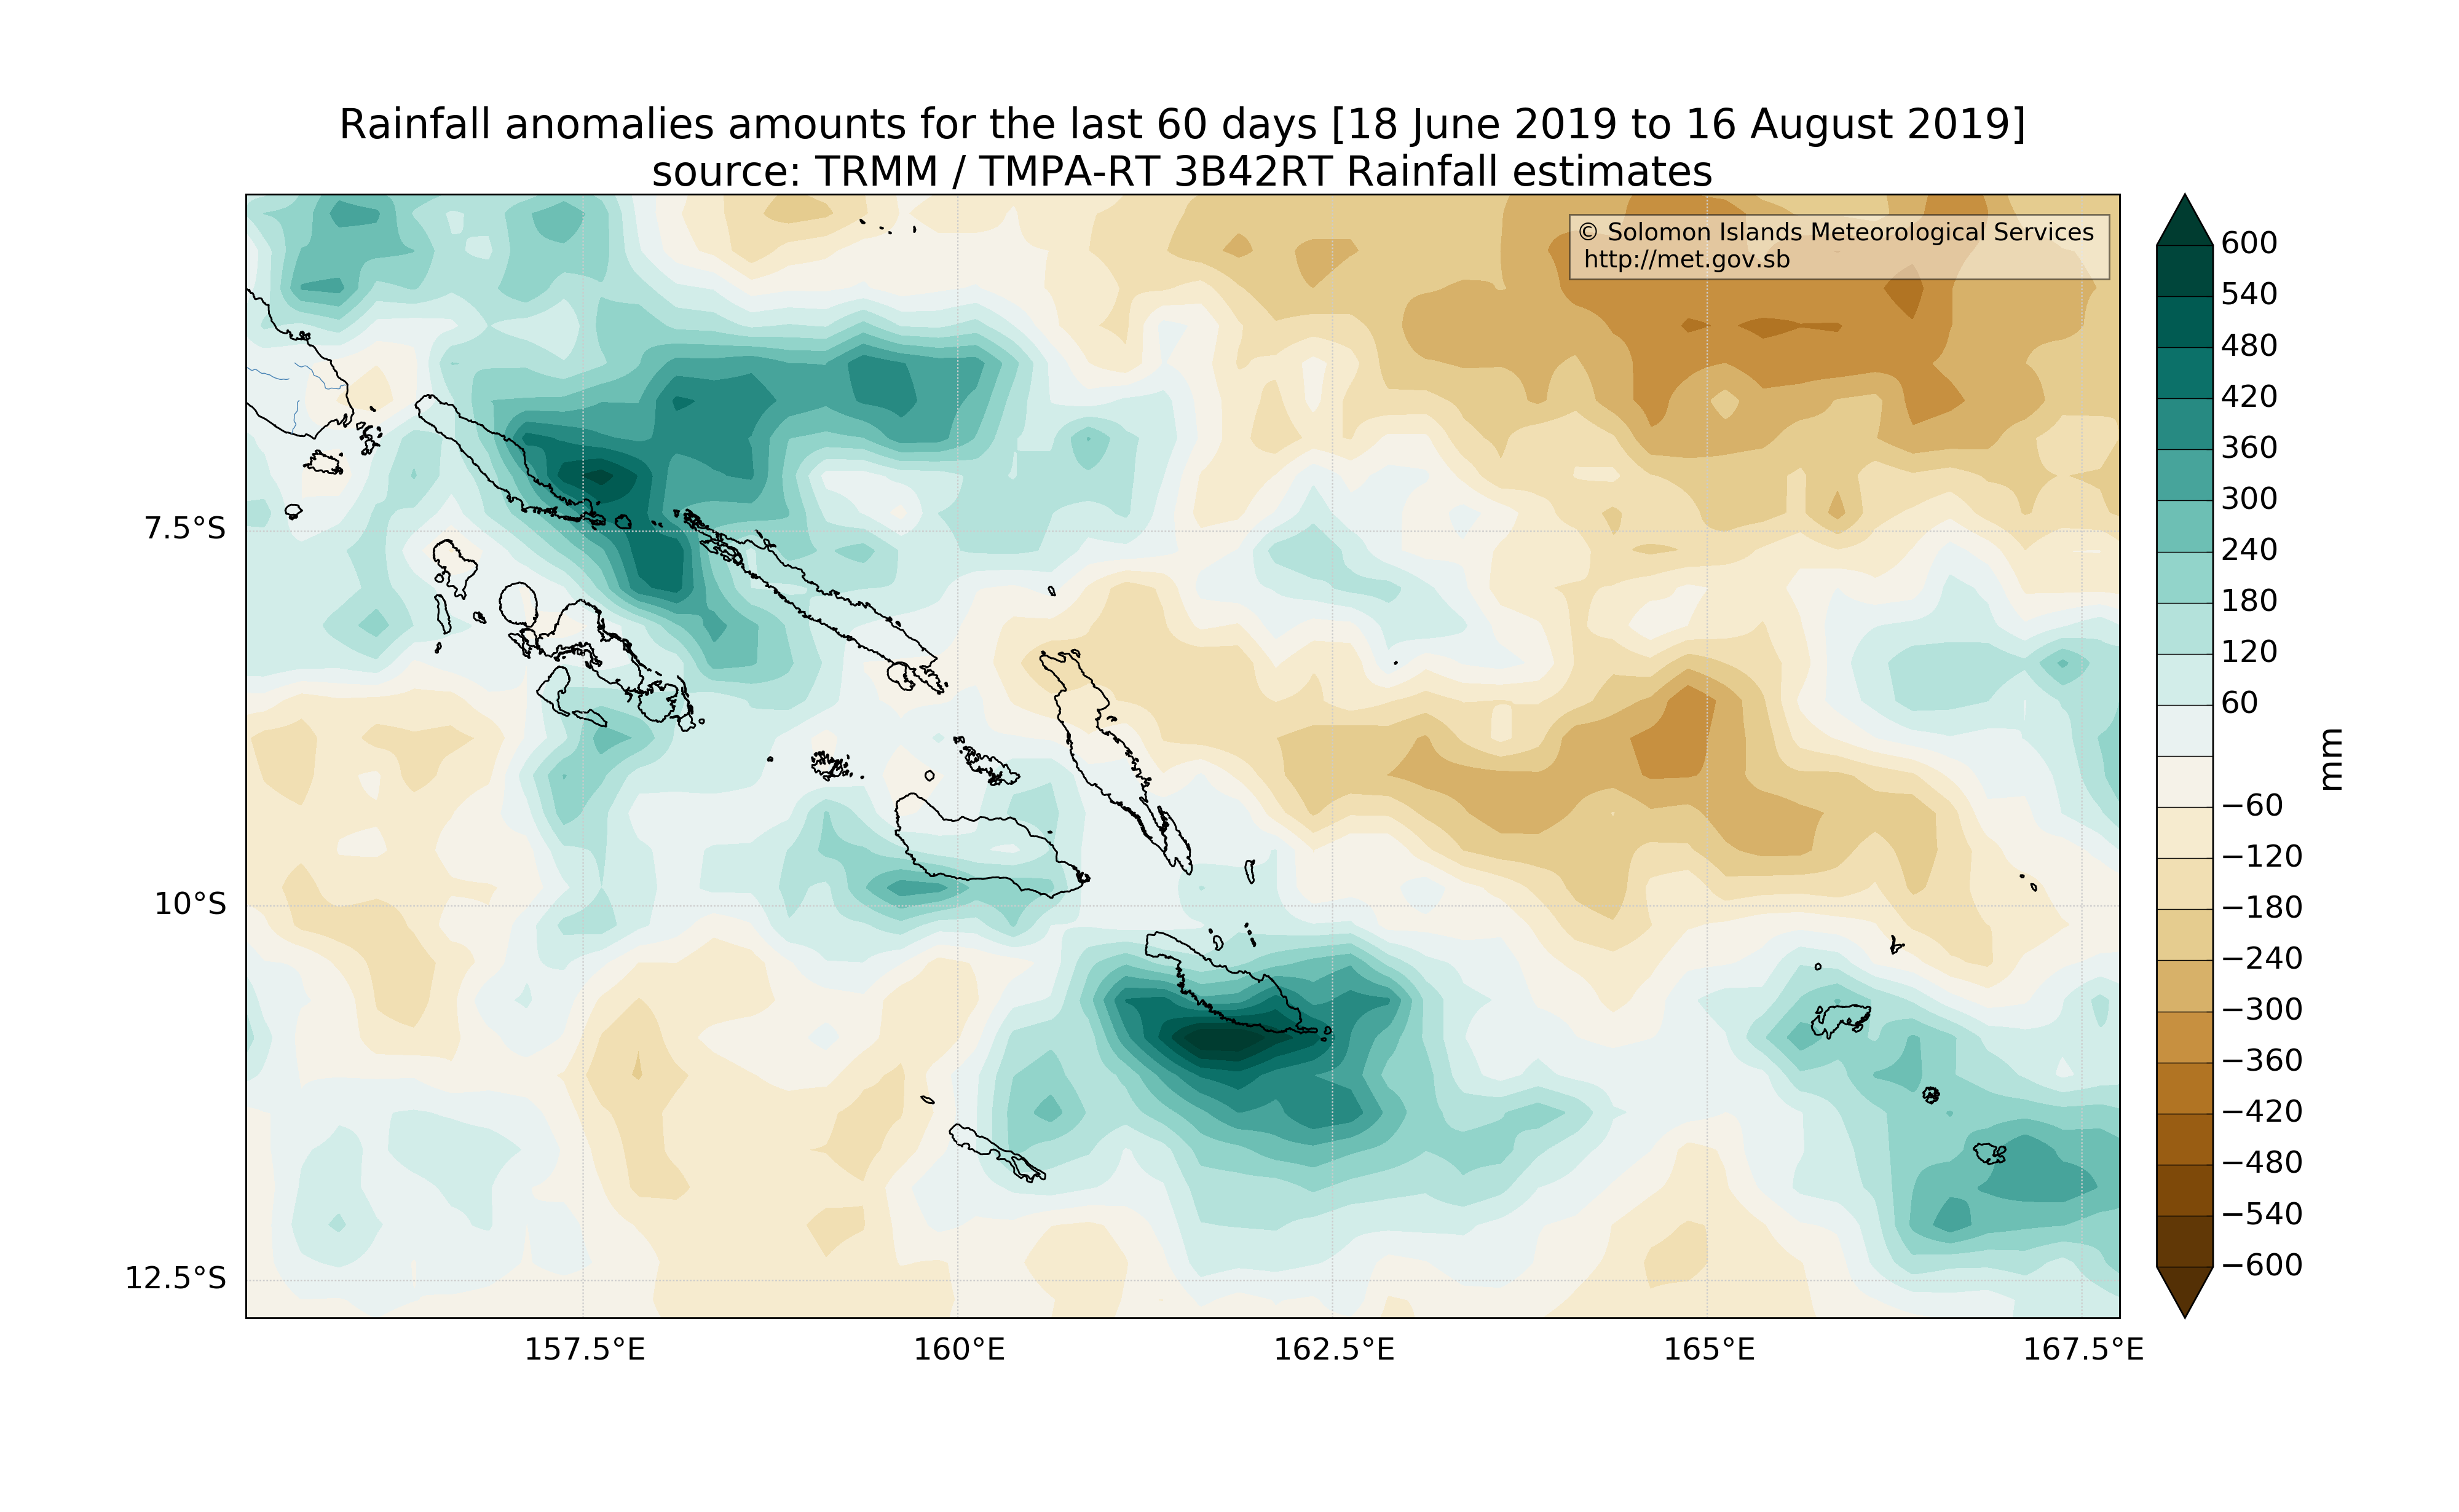 Rainfall anomalies amounts for the last 60 days [18 June 2019 to 16 August 2019]
source: TRMM / TMPA-RT 3B42RT Rainfall estimates
© Solomon Islands Meteorological Services
http://met.gov.sb
7.5°S
10°S
12.5°S
157.5°E
160°E
162.5°E
165°E
167.5°E
600
540
480
420
360
300
240
180
120
60
−60
−120
−180
−240
−300
−360
−420
−480
−540
−600
mm